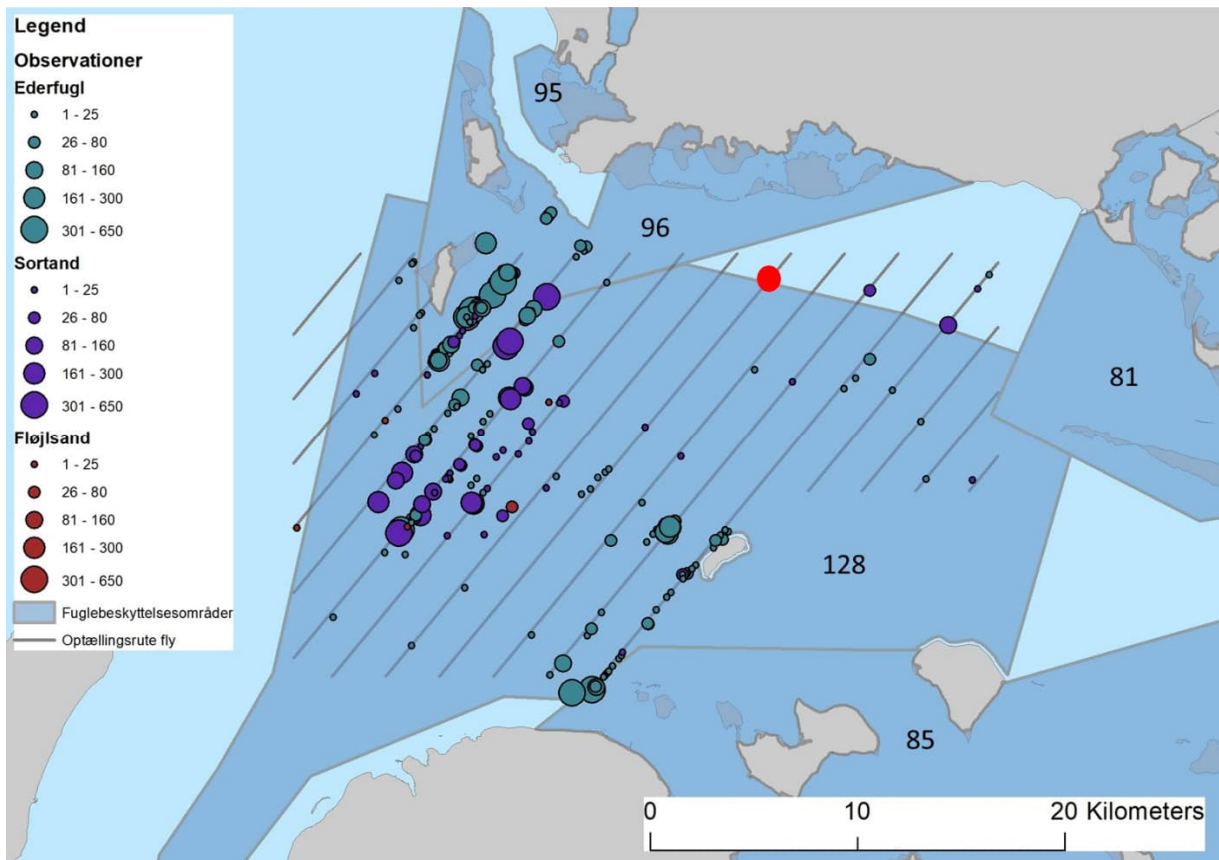 Legend
Observationer
Ederfugl
1 - 25
26 - 80
81 - 160
161 - 300
301 - 650
Sortand
1 - 25
26 - 80
81 - 160
161 - 300
301 - 650
Fløjlsand
1 - 25
26 - 80
81 - 160
161 - 300
301 - 650
Fuglebeskyttelsesområder
Optællingsrute fly
95
96
81
128
85
0 10 20 Kilometers